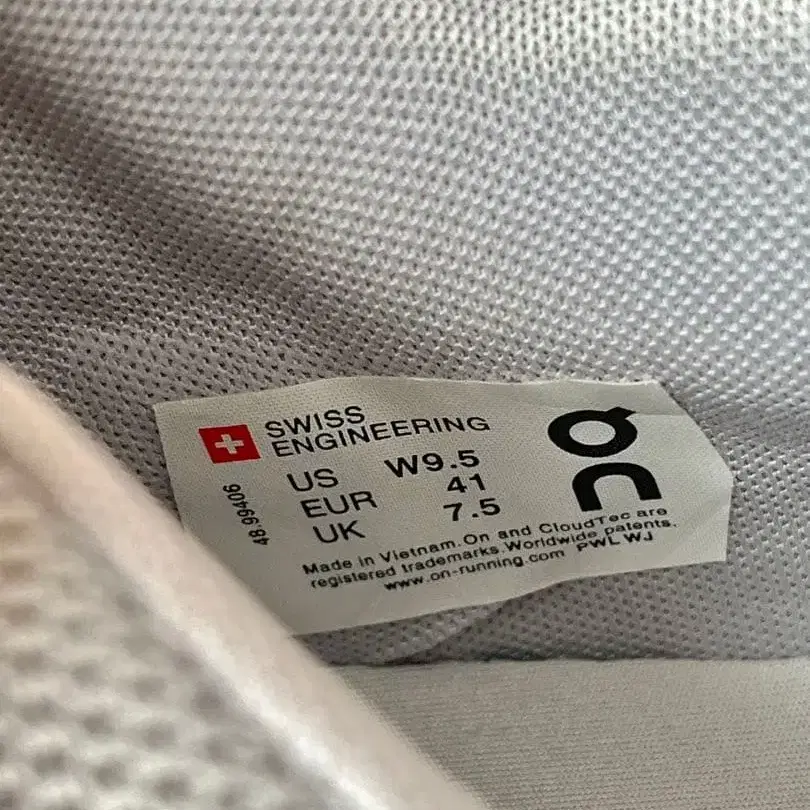 SWISS
ENGINEERING
US W9.5
EUR 41
UK 7.5
48.99406
on
Made in Vietnam.On and CloudTec are
registered trademarks.Worldwide patents.
www.on-running.com PWL WJ